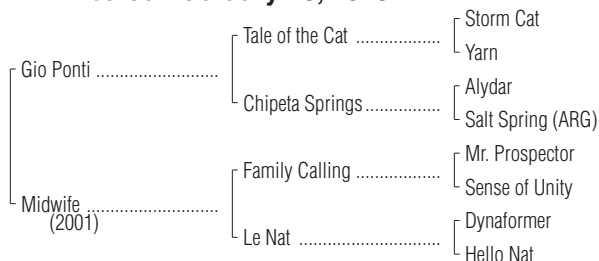 Storm Cat
Tale of the Cat ..................
Yarn
Gio Ponti ..........................
Alydar
Chipeta Springs................
Salt Spring (ARG)
Mr. Prospector
Family Calling ..................
Sense of Unity
Midwife .............................
(2001)
Dynaformer
Le Nat ..............................
Hello Nat